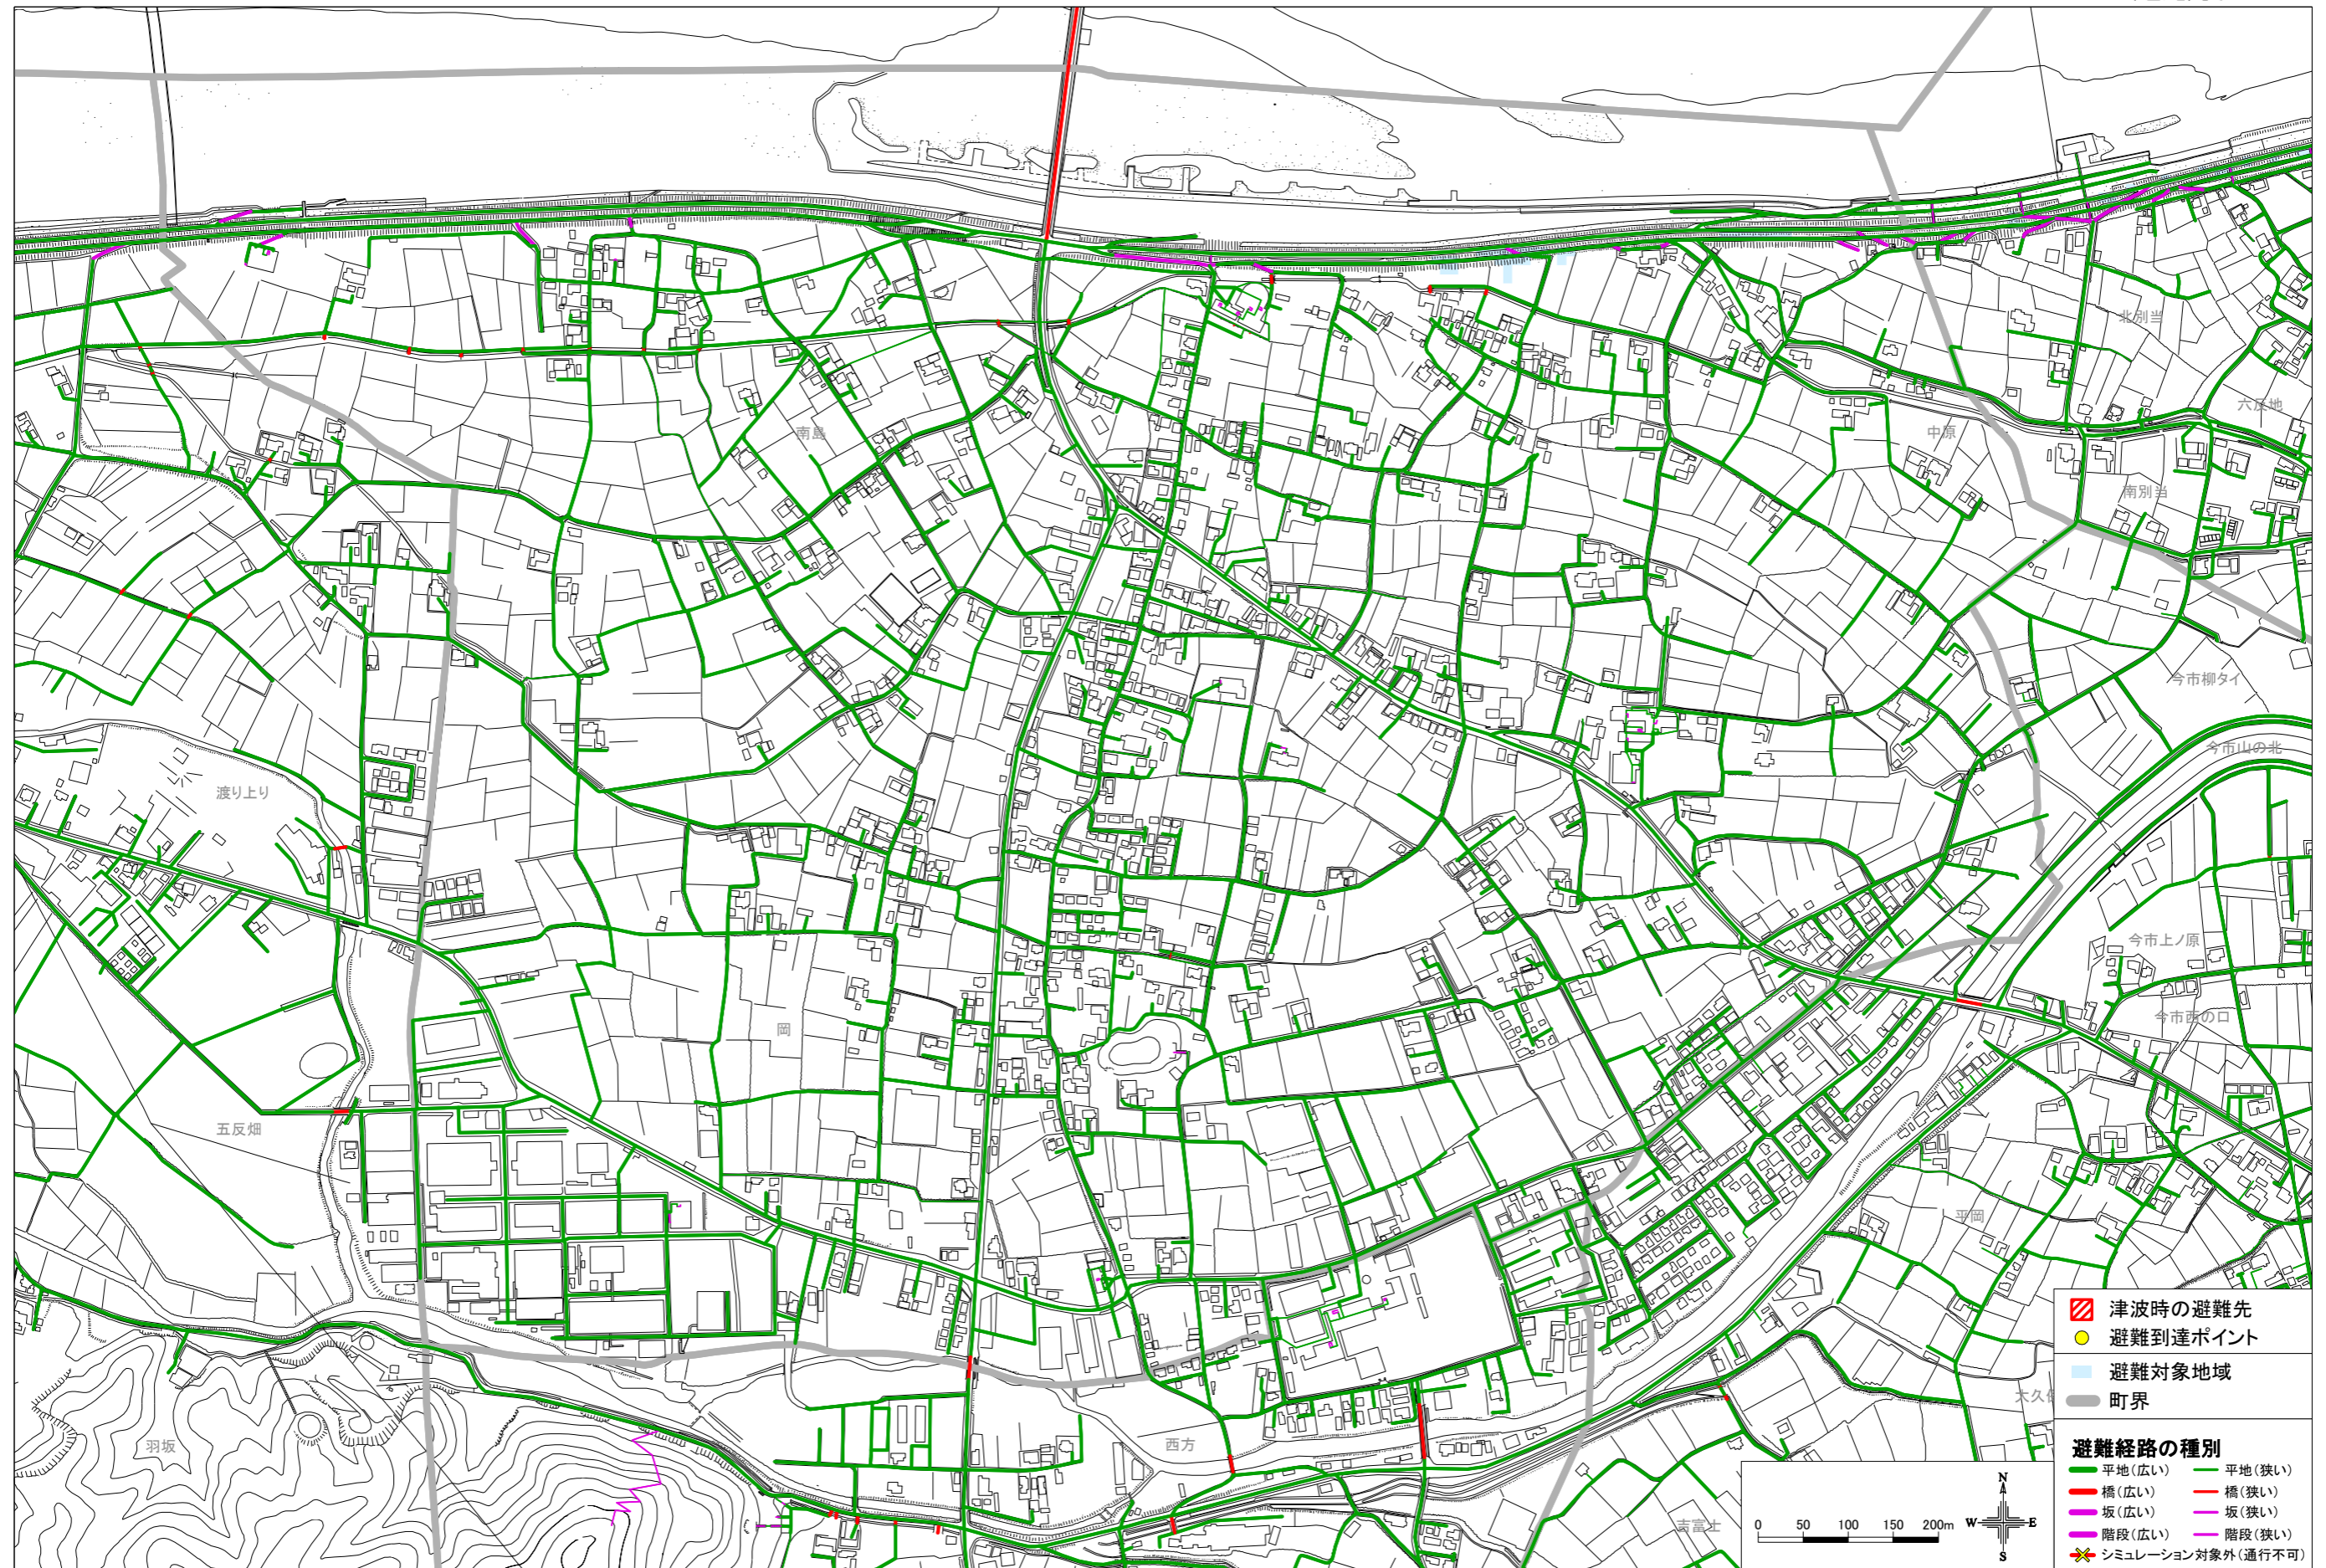 北別当
六反地
南島
中原
南別当
今市柳タイ
今市山の北
渡り上り
今市上ノ原
今市西の口
岡
五反畑
平岡
大久保
羽坂
西方
吉富士
津波時の避難先
避難到達ポイント
避難対象地域
町界
避難経路の種別
平地(広い) 平地(狭い)
橋(広い) 橋(狭い)
坂(広い) 坂(狭い)
階段(広い) 階段(狭い)
シミュレーション対象外(通行不可)
0 50 100 150 200m
N
W E
S